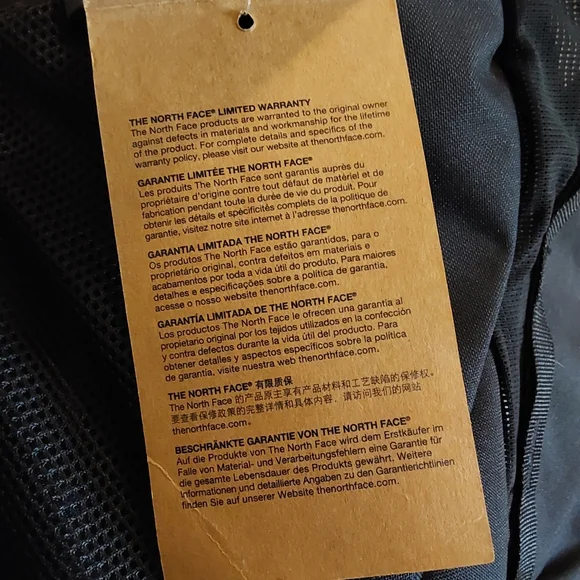 THE NORTH FACE® LIMITED WARRANTY
The North Face products are warranted to the original owner
against defects in materials and workmanship for the lifetime
of the product. For complete details and specifics of the
warranty policy, please visit our website at thenorthface.com.
GARANTIE LIMITÉE THE NORTH FACE®
Les produits The North Face sont garantis auprès du
propriétaire d'origine contre tout défaut de matériel et de
fabrication pendant toute la durée de vie du produit. Pour
obtenir les détails et spécificités complets de la politique de
garantie, visitez notre site internet à l'adresse thenorthface.com.
GARANTIA LIMITADA THE NORTH FACE®
Os produtos The North Face estão garantidos, para o
proprietário original, contra defeitos em materiais e
acabamentos por toda a vida útil do produto. Para maiores
detalhes e especificações sobre a política de garantia,
acesse o nosso website thenorthface.com.
GARANTÍA LIMITADA DE THE NORTH FACE®
Los productos The North Face le ofrecen una garantía al
propietario original por los tejidos utilizados en la confección
y contra defectos durante la vida útil del producto. Para
obtener detalles y aspectos específicos sobre la política
de garantía, visite nuestra web thenorthface.com.
THE NORTH FACE® 有限质保
The North Face 的产品原主享有产品材料和工艺缺陷的保修权。
要查看保修政策的完整详情和具体内容，请访问我们的网站
thenorthface.com.
BESCHRÄNKTE GARANTIE VON THE NORTH FACE®
Auf die Produkte von The North Face wird dem Erstkäufer im
Falle von Material- und Verarbeitungsfehlern eine Garantie für
die gesamte Lebensdauer des Produkts gewährt. Weitere
Informationen und detaillierte Angaben zu den Garantierichtlinien
finden Sie auf unserer Website thenorthface.com.